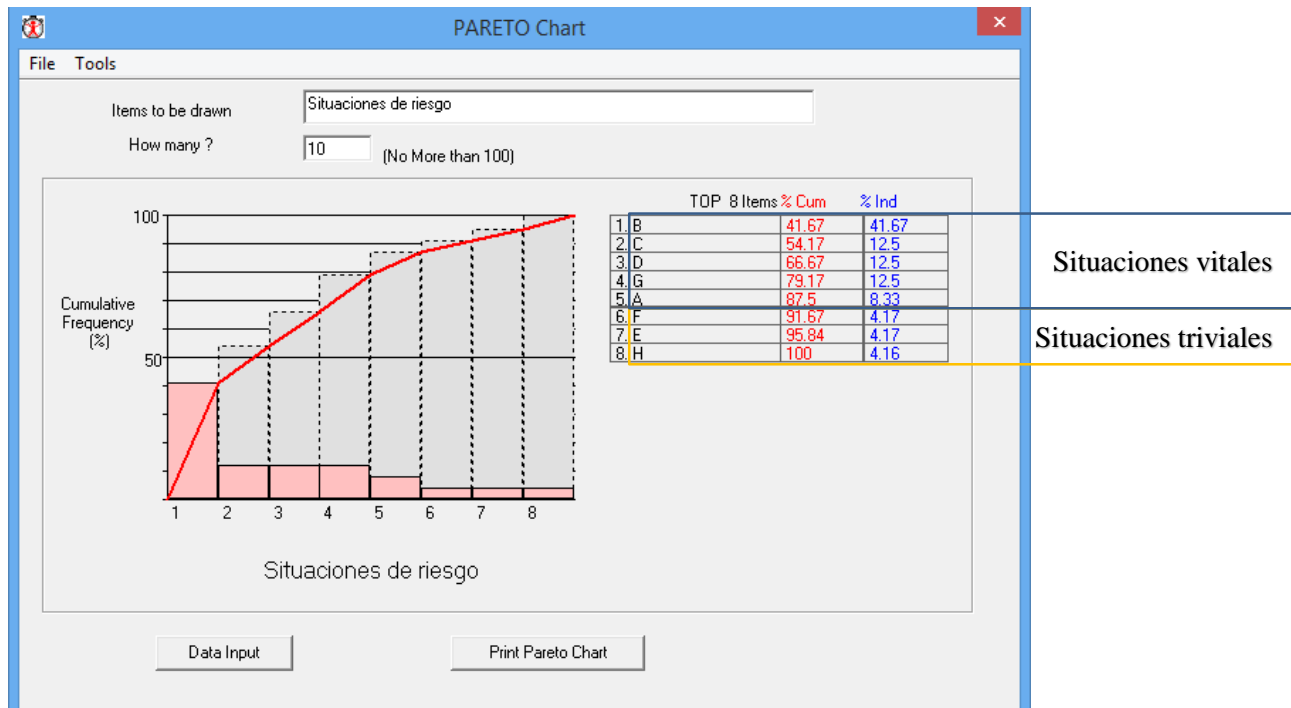 PARETO Chart
File Tools
Items to be drawn Situaciones de riesgo
How many ? 10 (No More than 100)
TOP 8 Items % Cum % Ind
1. B 41.67 41.67
2. C 54.17 12.5
3. D 66.67 12.5
4. G 79.17 12.5
5. A 87.5 8.33
6. F 91.67 4.17
7. E 95.84 4.17
8. H 100 4.16
Situaciones vitales
Situaciones triviales
100
Cumulative
Frequency
(%)
50
1 2 3 4 5 6 7 8
Situaciones de riesgo
Data Input Print Pareto Chart